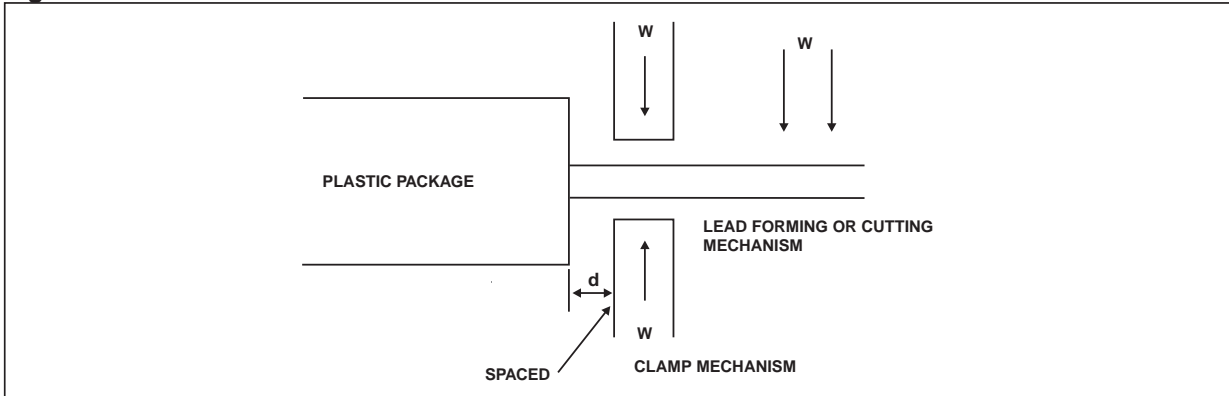 W
W
PLASTIC PACKAGE
LEAD FORMING OR CUTTING
MECHANISM
d
W
SPACED
CLAMP MECHANISM